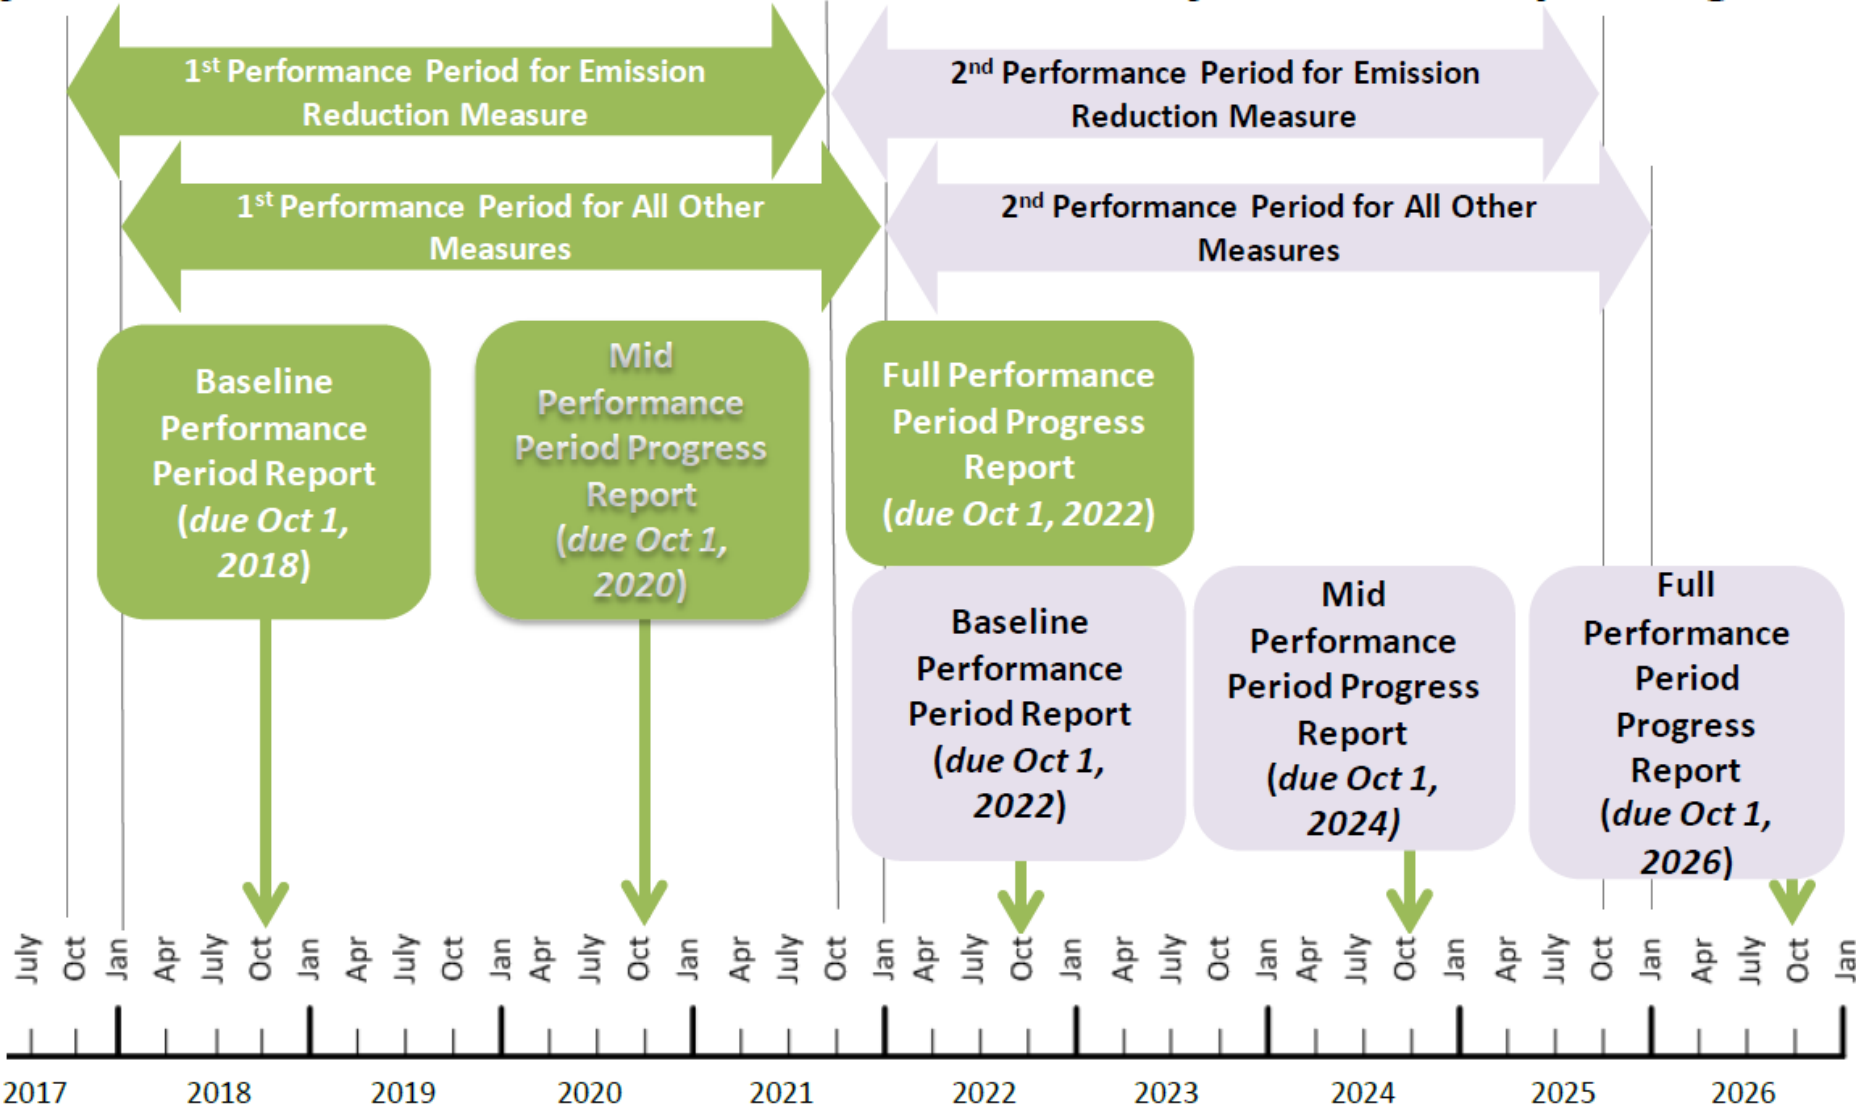 1st Performance Period for Emission
Reduction Measure
2nd Performance Period for Emission
Reduction Measure
1st Performance Period for All Other
Measures
2nd Performance Period for All Other
Measures
Baseline
Performance
Period Report
(due Oct 1,
2018)
Mid
Performance
Period Progress
Report
(due Oct 1,
2020)
Full Performance
Period Progress
Report
(due Oct 1, 2022)
Baseline
Performance
Period Report
(due Oct 1,
2022)
Mid
Performance
Period Progress
Report
(due Oct 1,
2024)
Full
Performance
Period
Progress
Report
(due Oct 1,
2026)
July Oct Jan Apr July Oct Jan Apr July Oct Jan Apr July Oct Jan Apr July Oct Jan Apr July Oct Jan Apr July Oct Jan Apr July Oct Jan Apr July Oct Jan Apr July Oct Jan
2017 2018 2019 2020 2021 2022 2023 2024 2025 2026